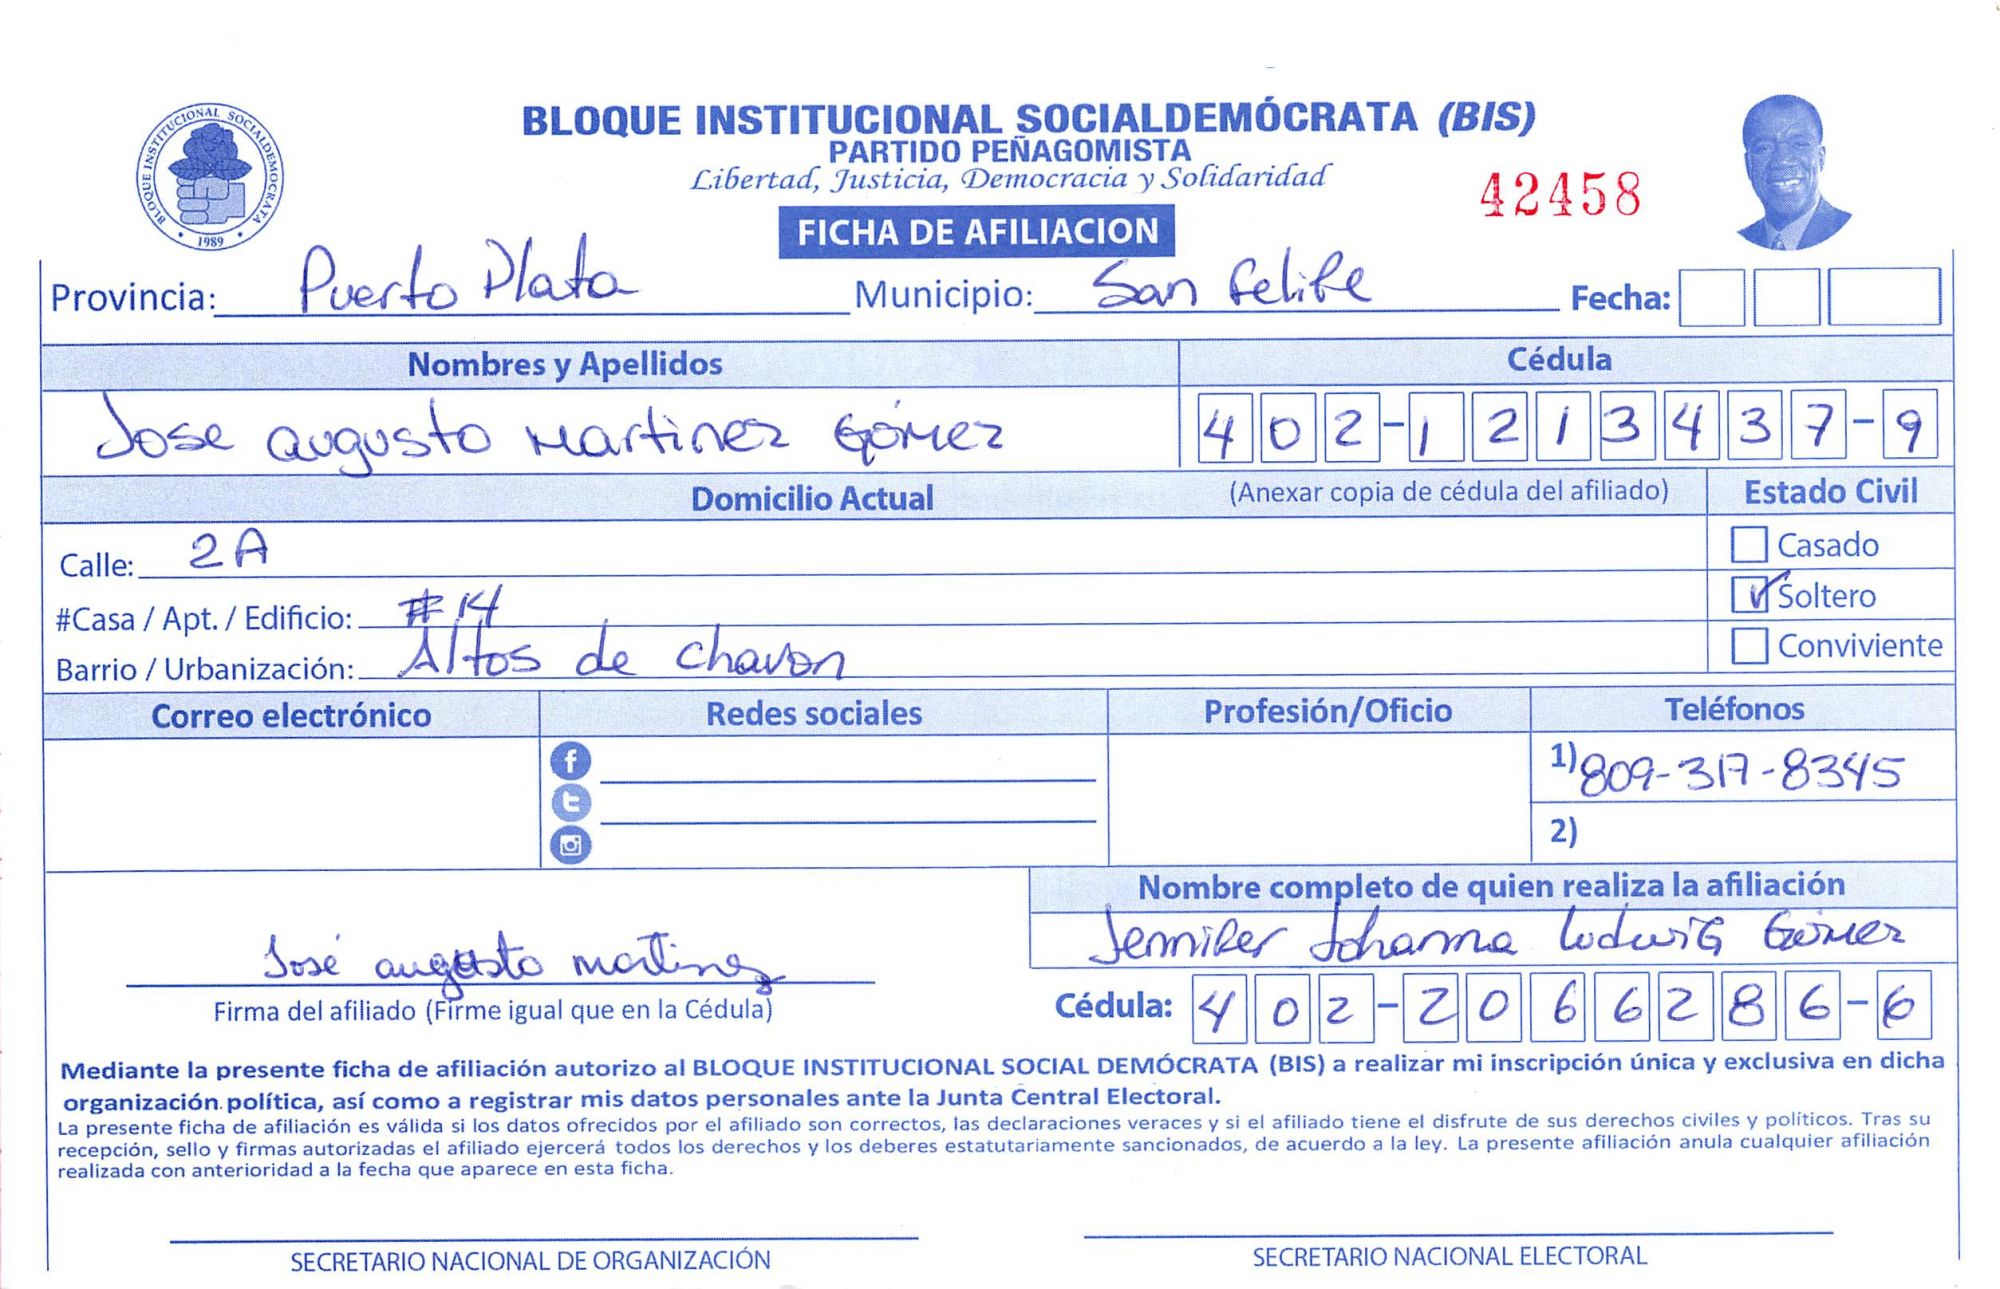 BLOQUE INSTITUCIONAL SOCIALDEMÓCRATA (BIS)
PARTIDO PEÑAGOMISTA
Libertad, Justicia, Democracia y Solidaridad
42458
BLOQUE INSTITUCIONAL SOCIALDEMOCRATA
1989
FICHA DE AFILIACION
Provincia: Puerto Plata Municipio: San Felipe Fecha:
Nombres y Apellidos Cédula
Jose augusto Martinez Gómez 402-1213437-9
Domicilio Actual (Anexar copia de cédula del afiliado) Estado Civil
Calle: 2A Casado
#Casa / Apt. / Edificio: #14 Soltero
Barrio / Urbanización: Altos de chavon Conviviente
Correo electrónico Redes sociales Profesión/Oficio Teléfonos
1) 809-317-8345
2)
Nombre completo de quien realiza la afiliación
Jennifer Johanna Ludwig Gómez
José augusto martinez
Firma del afiliado (Firme igual que en la Cédula) Cédula: 402-2066286-6
Mediante la presente ficha de afiliación autorizo al BLOQUE INSTITUCIONAL SOCIAL DEMÓCRATA (BIS) a realizar mi inscripción única y exclusiva en dicha
organización política, así como a registrar mis datos personales ante la Junta Central Electoral.
La presente ficha de afiliación es válida si los datos ofrecidos por el afiliado son correctos, las declaraciones veraces y si el afiliado tiene el disfrute de sus derechos civiles y políticos. Tras su
recepción, sello y firmas autorizadas el afiliado ejercerá todos los derechos y los deberes estatutariamente sancionados, de acuerdo a la ley. La presente afiliación anula cualquier afiliación
realizada con anterioridad a la fecha que aparece en esta ficha.
SECRETARIO NACIONAL DE ORGANIZACIÓN SECRETARIO NACIONAL ELECTORAL